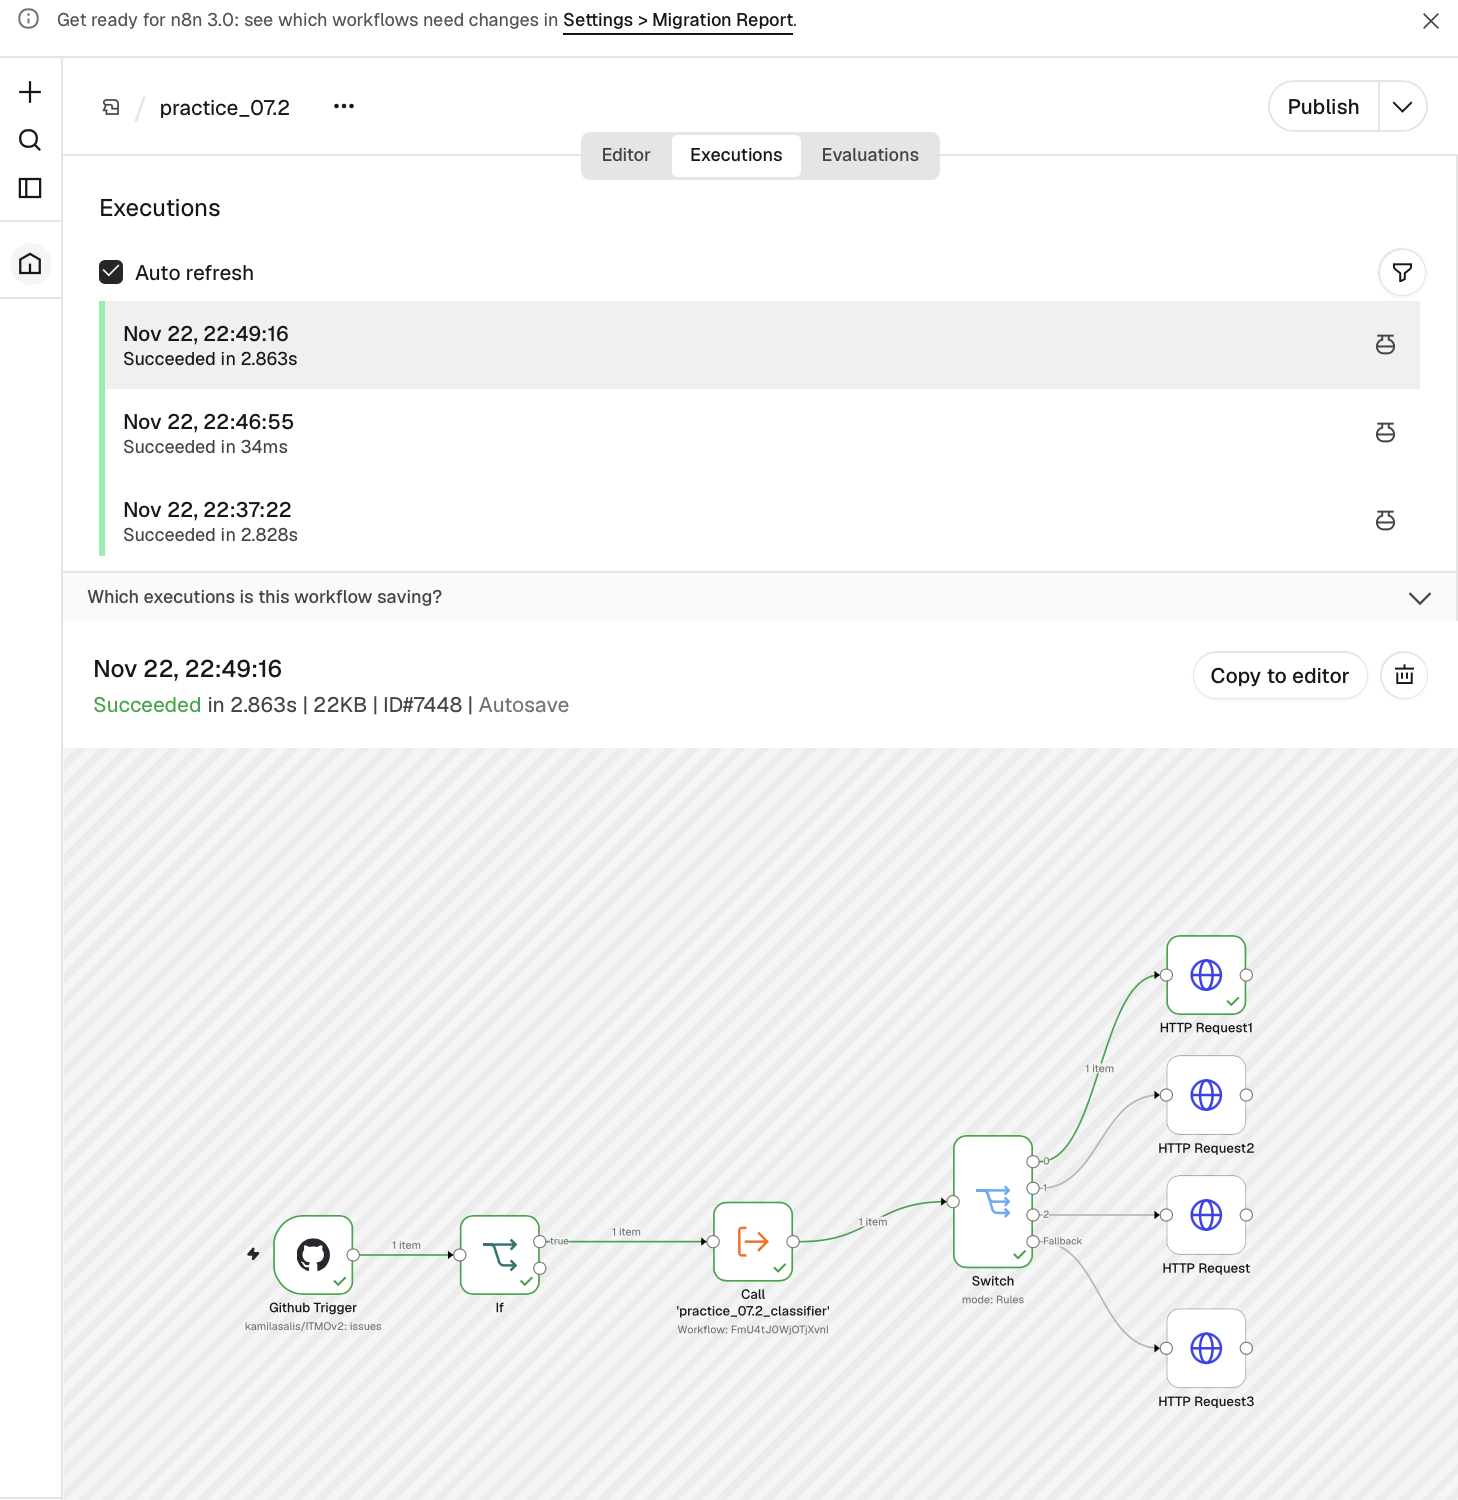 Get ready for n8n 3.0: see which workflows need changes in Settings > Migration Report.
practice_07.2
Publish
Editor
Executions
Evaluations
Executions
Auto refresh
Nov 22, 22:49:16
Succeeded in 2.863s
Nov 22, 22:46:55
Succeeded in 34ms
Nov 22, 22:37:22
Succeeded in 2.828s
Which executions is this workflow saving?
Nov 22, 22:49:16
Succeeded in 2.863s | 22KB | ID#7448 | Autosave
Copy to editor
HTTP Request1
1 item
HTTP Request2
0
1
2
Fallback
HTTP Request
1 item
1 item
true
1 item
Switch
mode: Rules
Github Trigger
kamilasalis/ITMOv2: issues
If
Call
'practice_07.2_classifier'
Workflow: FmU4tJ0WjOTjXvnI
HTTP Request3